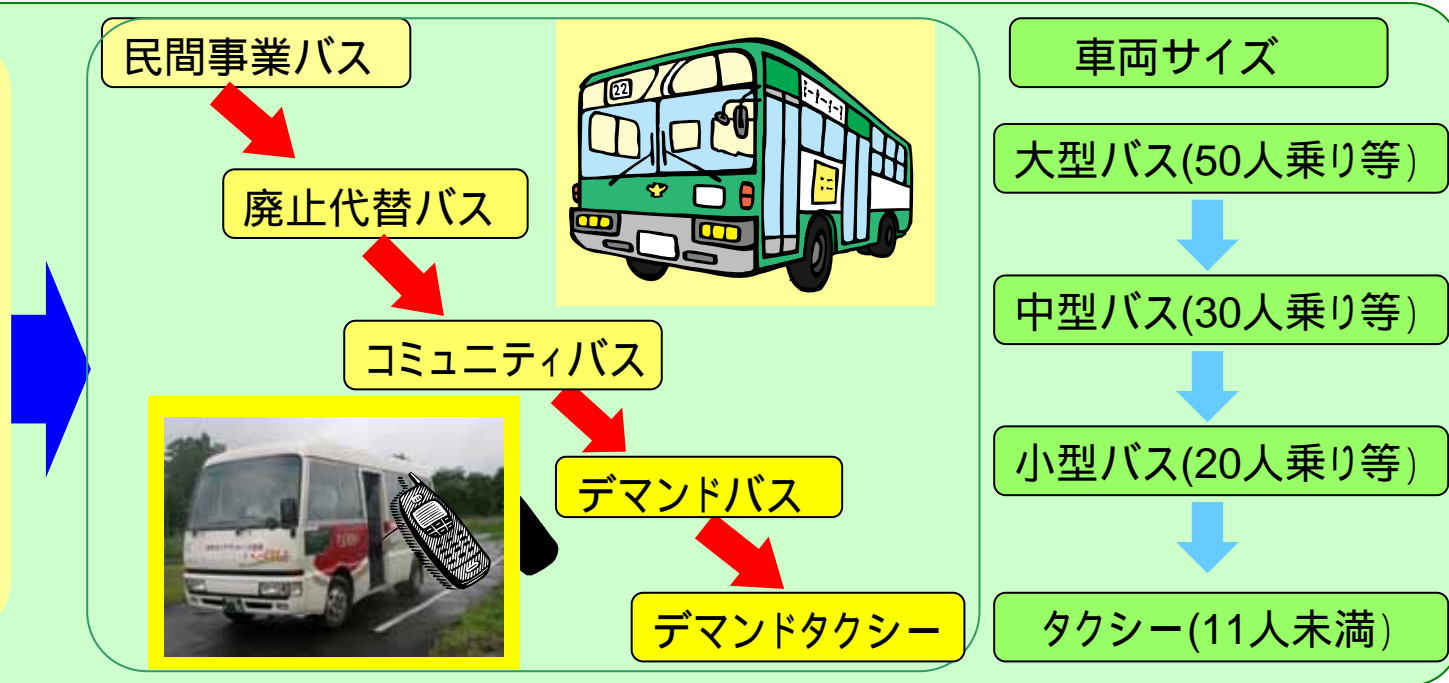 民間事業バス
廃止代替バス
コミュニティバス
デマンドバス
デマンドタクシー
22
車両サイズ
大型バス(50人乗り等)
中型バス(30人乗り等)
小型バス(20人乗り等)
タクシー(11人未満)